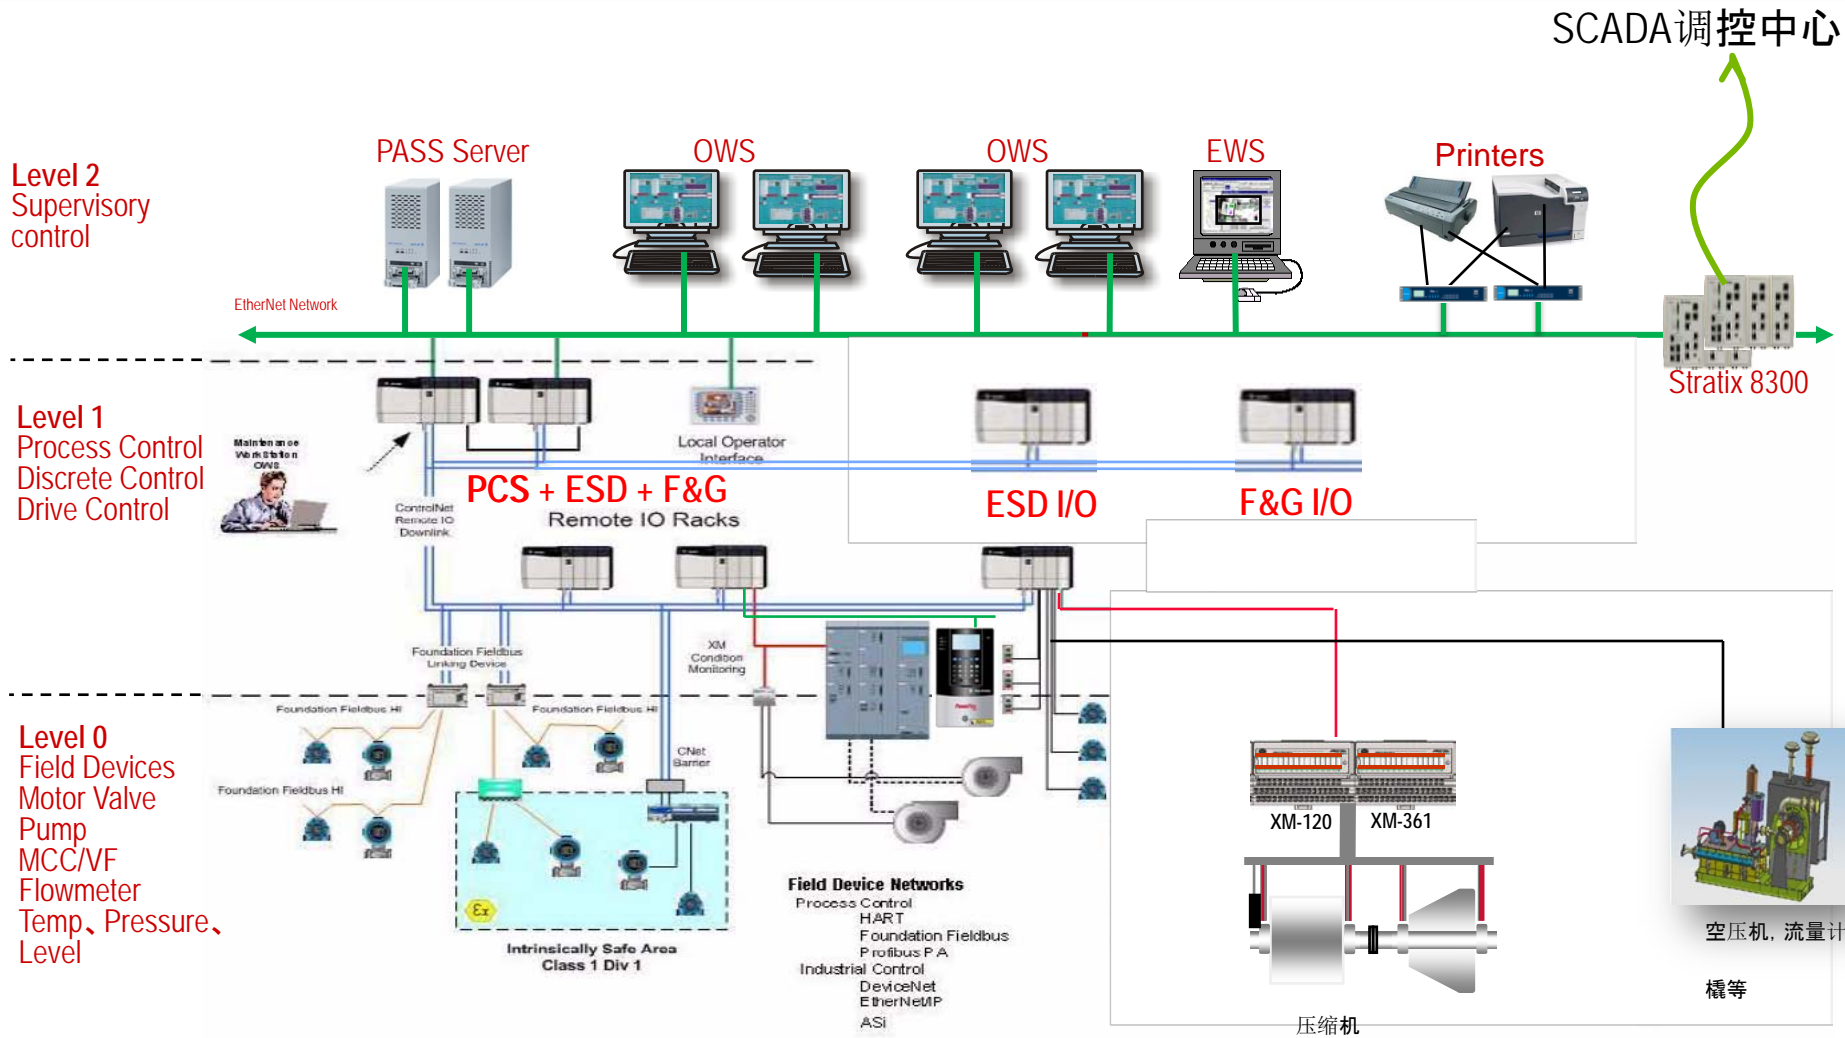 SCADA调控中心
PASS Server
OWS
OWS
EWS
Printers
Level 2
Supervisory
control
EtherNet Network
Stratix 8300
Level 1
Process Control
Discrete Control
Drive Control
Maintenance
WorkStation
OWS
Local Operator
Interface
ControlNet
Remote IO
Downlink
PCS + ESD + F&G
Remote IO Racks
ESD I/O
F&G I/O
Foundation Fieldbus
Linking Device
XM
Condition
Monitoring
Foundation Fieldbus HI
Foundation Fieldbus HI
Level 0
Field Devices
Motor Valve
Pump
MCC/VF
Flowmeter
Temp、Pressure、
Level
CNet
Barrier
Foundation Fieldbus HI
XM-120
XM-361
Ex
Intrinsically Safe Area
Class 1 Div 1
Field Device Networks
Process Control
HART
Foundation Fieldbus
Profibus PA
Industrial Control
DeviceNet
EtherNet/IP
ASi
空压机, 流量计
橇等
压缩机